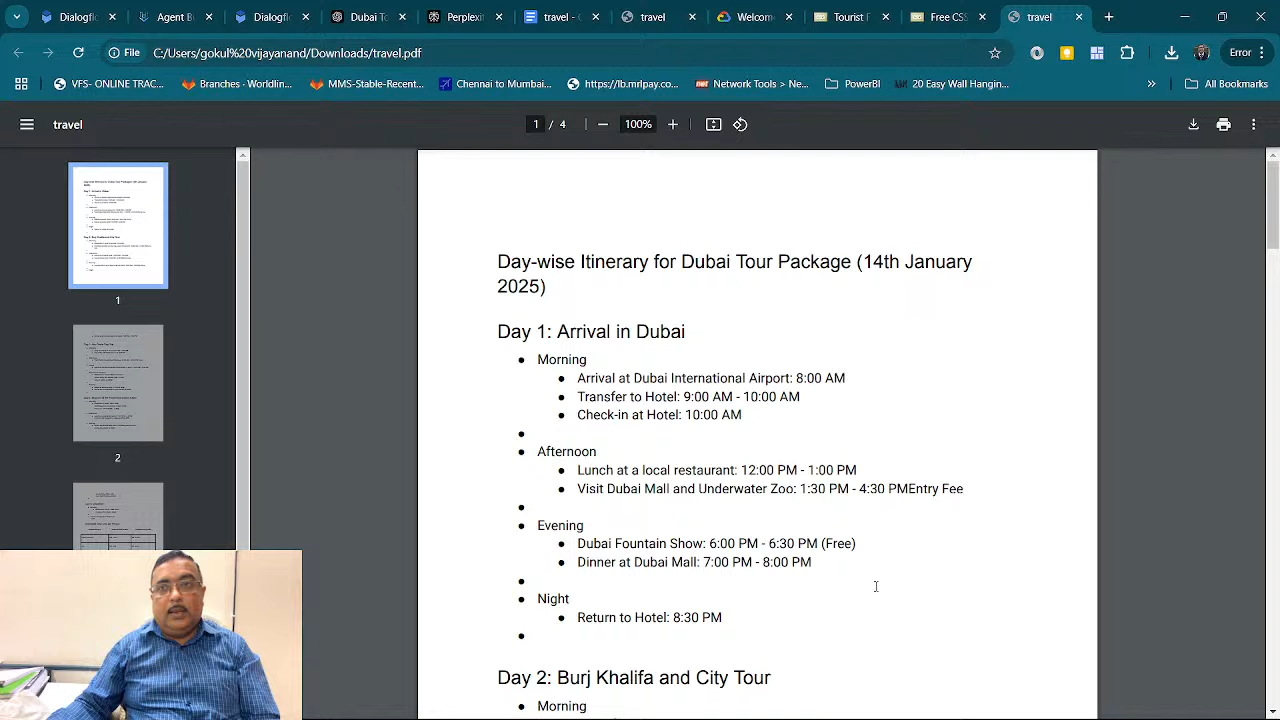 Dialogfl
Agent B
Dialogfl
Start To
Perplexi
travel - G
travel
Welcom
Tourist F
Free CSS
travel
File
C:/Users/gokul%20vijayanand/Downloads/travel.pdf
Error
VFS- ONLINE TRAC...
Branches · Worldlin...
MMS-Stable-Recent...
Chennai to Mumbai...
https://lb.mrlpay.co...
Network Tools > Ne...
PowerBI
20 Easy Wall Hangin...
All Bookmarks
travel
1 / 4
100%
1
2
Day-wise Itinerary for Dubai Tour Package (14th January
2025)
Day 1: Arrival in Dubai
Morning
Arrival at Dubai International Airport: 8:00 AM
Transfer to Hotel: 9:00 AM - 10:00 AM
Check-in at Hotel: 10:00 AM
Afternoon
Lunch at a local restaurant: 12:00 PM - 1:00 PM
Visit Dubai Mall and Underwater Zoo: 1:30 PM - 4:30 PMEntry Fee
Evening
Dubai Fountain Show: 6:00 PM - 6:30 PM (Free)
Dinner at Dubai Mall: 7:00 PM - 8:00 PM
Night
Return to Hotel: 8:30 PM
Day 2: Burj Khalifa and City Tour
Morning